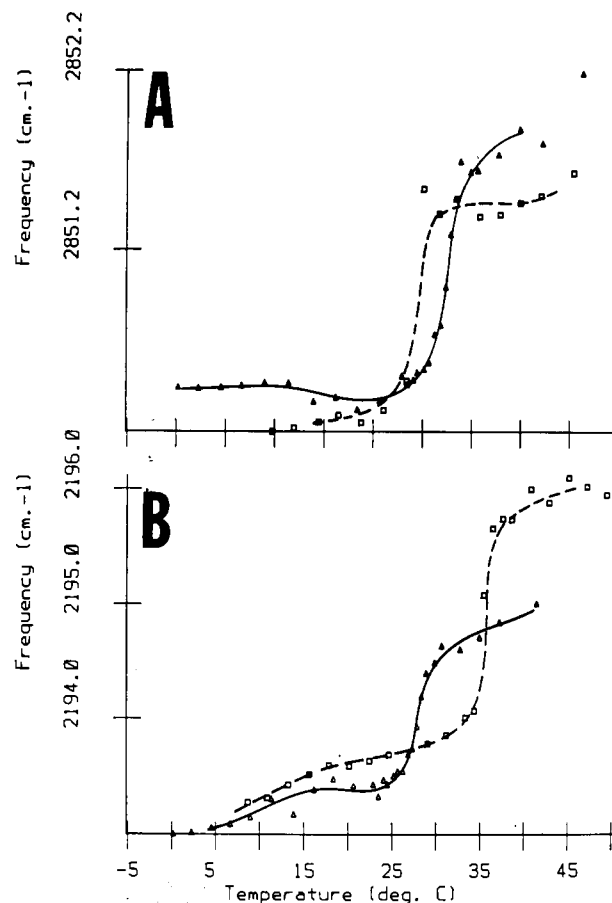 2852.2
A
2851.2
Frequency (cm.-1)
2196.0
B
2195.0
2194.0
Frequency (cm.-1)
-5 5 15 25 35 45
Temperature (deg. C)